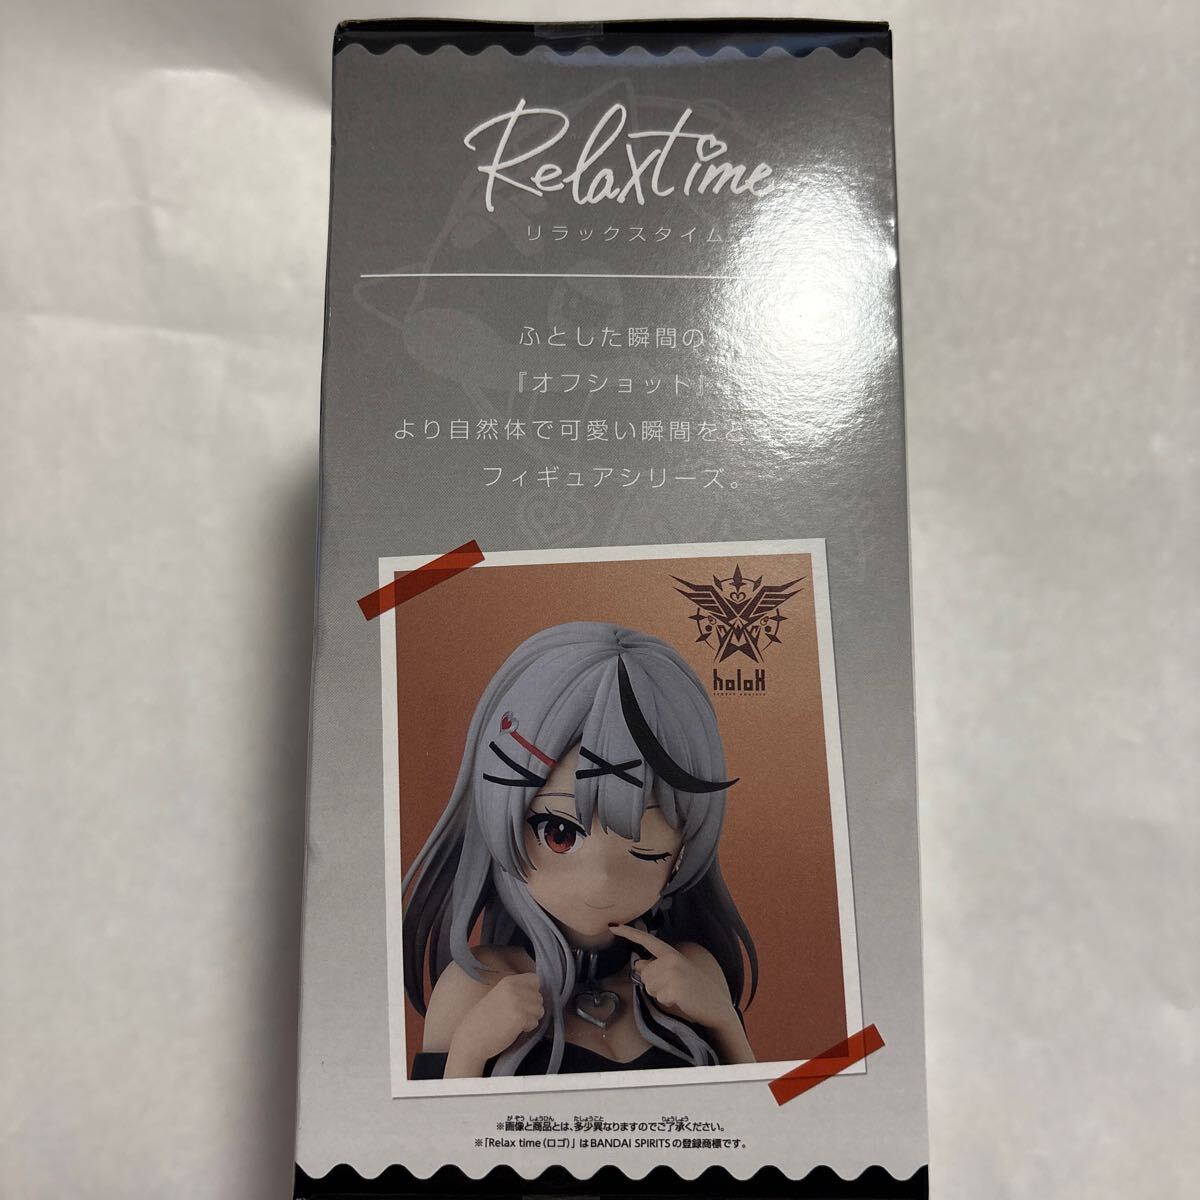 Relaxtime
リラックスタイム
ふとした瞬間の
『オフショット』
より自然体で可愛い瞬間をと
フィギュアシリーズ。
holoX
※画像と商品とは、多少異なりますのでご了承ください。
※「Relax time（ロゴ）」はBANDAI SPIRITSの登録商標です。